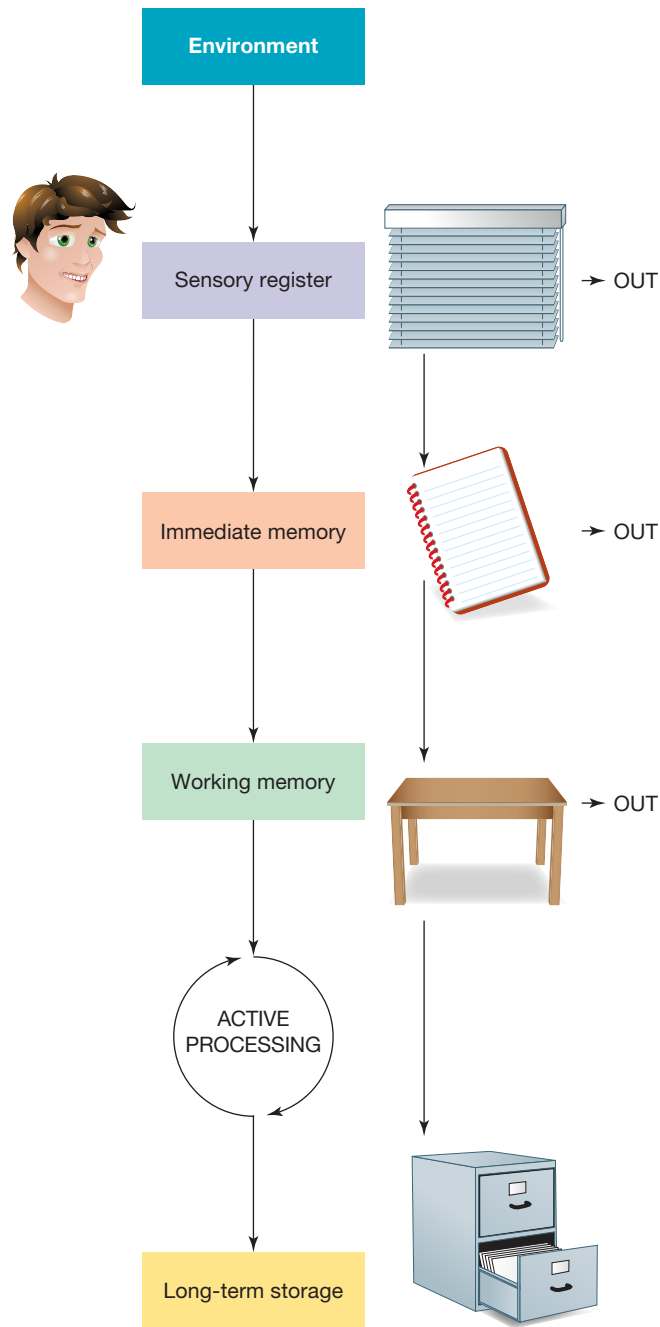 Environment
Sensory register
OUT
Immediate memory
OUT
Working memory
OUT
ACTIVE
PROCESSING
Long-term storage